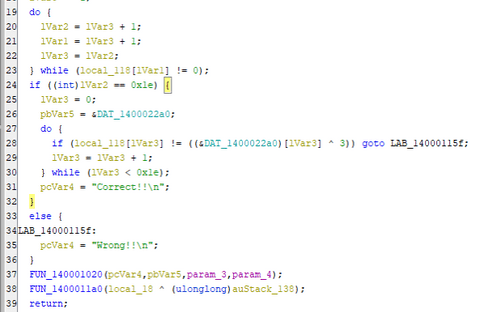 19 do {
20 lVar2 = lVar3 + 1;
21 lVar1 = lVar3 + 1;
22 lVar3 = lVar2;
23 } while (local_118[lVar1] != 0);
24 if ((int)lVar2 == 0x1e) {
25 lVar3 = 0;
26 pbVar5 = &DAT_1400022a0;
27 do {
28 if (local_118[lVar3] != ((&DAT_1400022a0)[lVar3] ^ 3)) goto LAB_14000115f;
29 lVar3 = lVar3 + 1;
30 } while (lVar3 < 0x1e);
31 pcVar4 = "Correct!!\n";
32 }
33 else {
34 LAB_14000115f:
35 pcVar4 = "Wrong!!\n";
36 }
37 FUN_140001020(pcVar4,pbVar5,param_3,param_4);
38 FUN_1400011a0(local_18 ^ (ulonglong)auStack_138);
39 return;